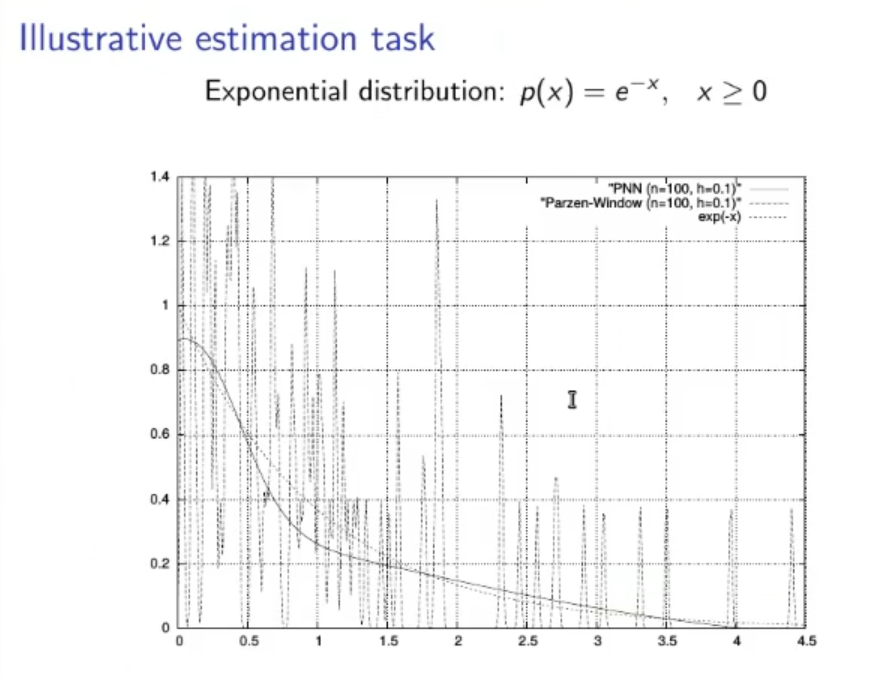 Illustrative estimation task
Exponential distribution: p(x) = e^{-x}, x ≥ 0
1.4
"PNN (n=100, h=0.1)"
"Parzen-Window (n=100, h=0.1)"
exp(-x)
1.2
1
0.8
0.6
0.4
0.2
0
0 0.5 1 1.5 2 2.5 3 3.5 4 4.5